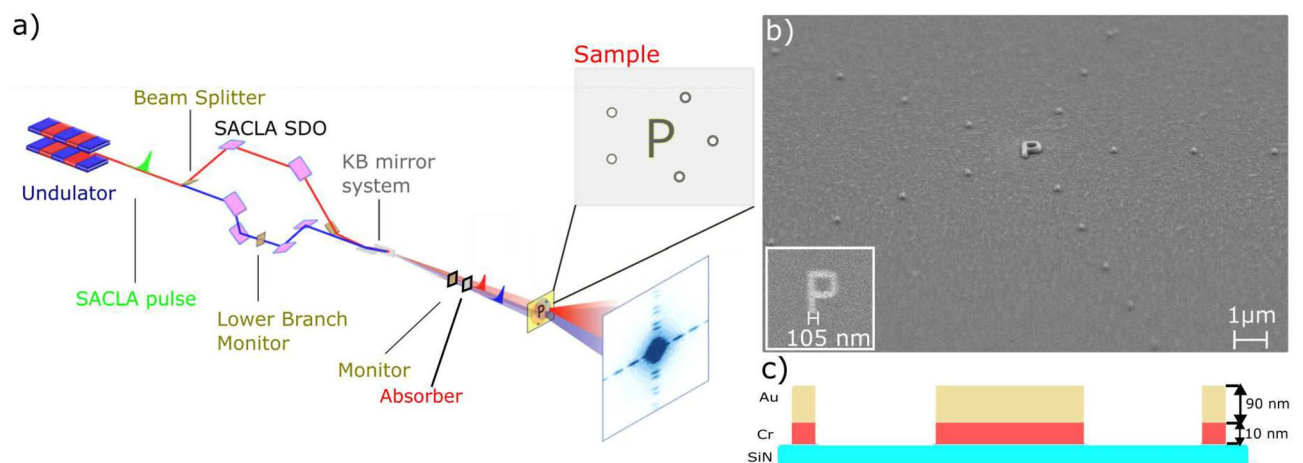 a)
Sample
Beam Splitter
SACLA SDO
KB mirror
system
P
Undulator
SACLA pulse
Lower Branch
Monitor
Monitor
Absorber
P
b)
P
P
105 nm
1μm
c)
Au
90 nm
Cr
10 nm
SiN